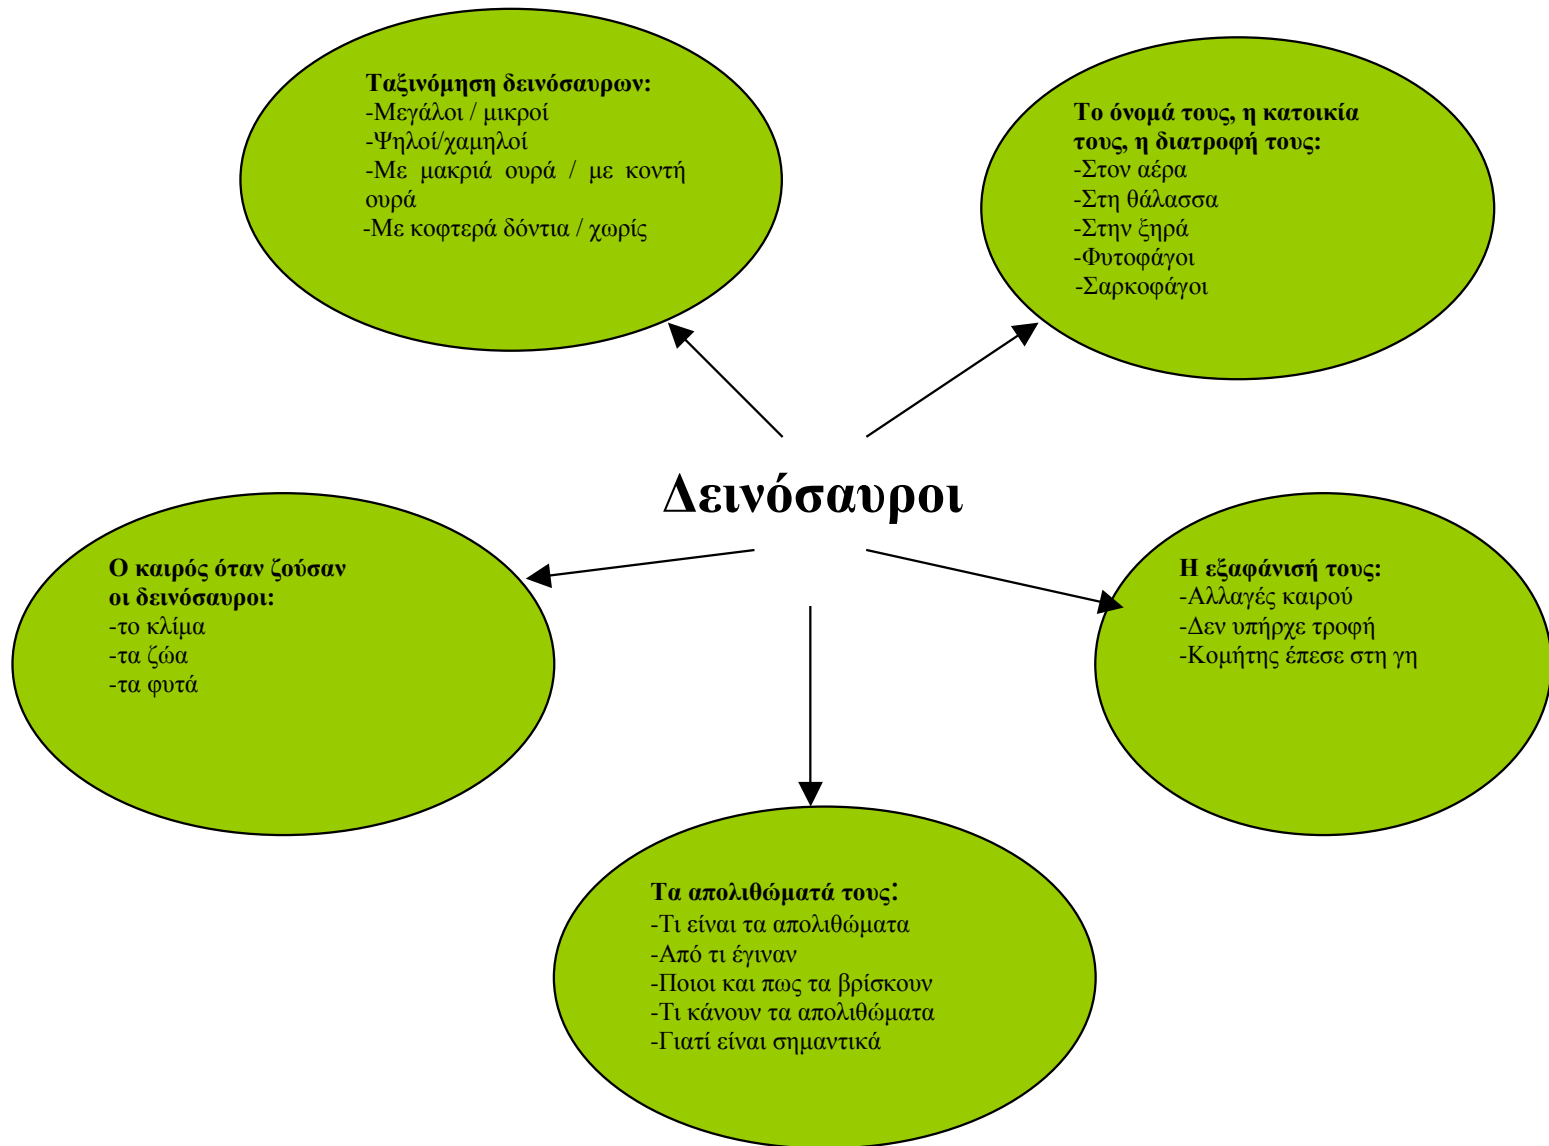 Ταξινόμηση δεινόσαυρων:
-Μεγάλοι / μικροί
-Ψηλοί/χαμηλοί
-Με μακριά ουρά / με κοντή
ουρά
-Με κοφτερά δόντια / χωρίς
Το όνομά τους, η κατοικία
τους, η διατροφή τους:
-Στον αέρα
-Στη θάλασσα
-Στην ξηρά
-Φυτοφάγοι
-Σαρκοφάγοι
Δεινόσαυροι
Ο καιρός όταν ζούσαν
οι δεινόσαυροι:
-το κλίμα
-τα ζώα
-τα φυτά
Η εξαφάνισή τους:
-Αλλαγές καιρού
-Δεν υπήρχε τροφή
-Κομήτης έπεσε στη γη
Τα απολιθώματά τους:
-Τι είναι τα απολιθώματα
-Από τι έγιναν
-Ποιοι και πως τα βρίσκουν
-Τι κάνουν τα απολιθώματα
-Γιατί είναι σημαντικά